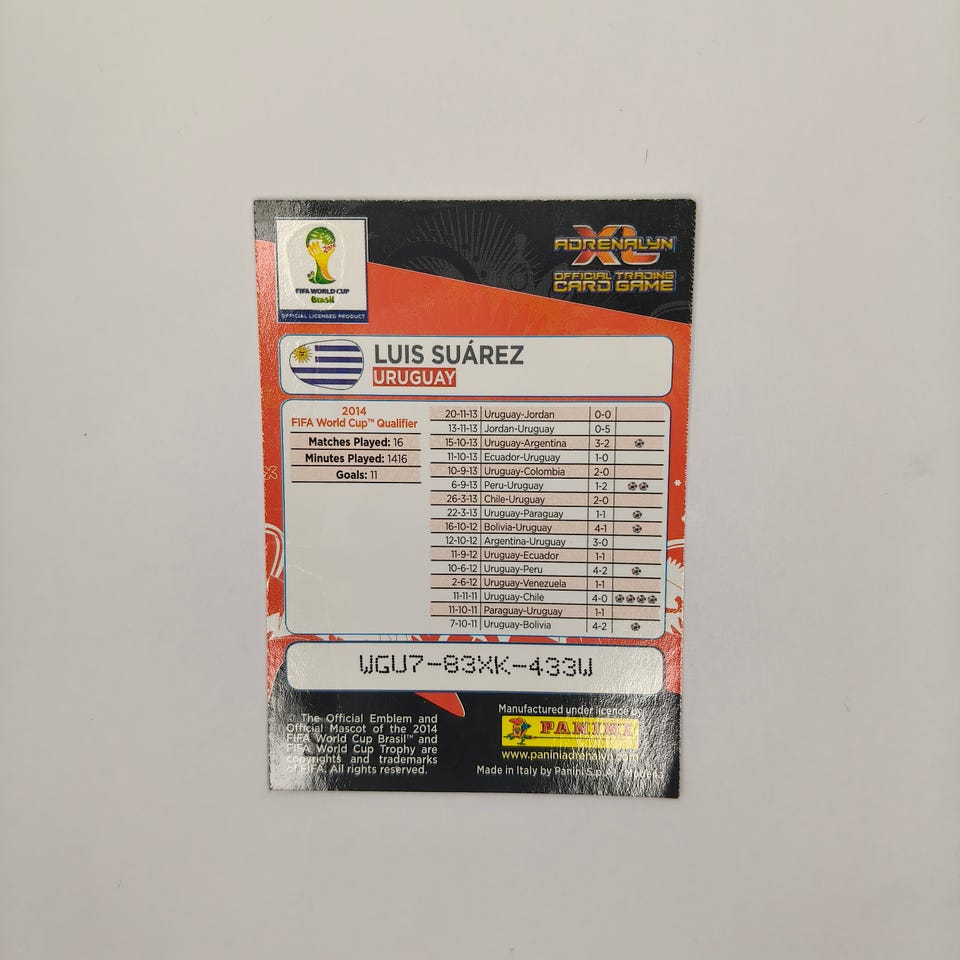 2014
FIFA WORLD CUP
Brasil
OFFICIAL LICENSED PRODUCT
ADRENALYN XL
OFFICIAL TRADING
CARD GAME
LUIS SUÁREZ
URUGUAY
2014
FIFA World Cup™ Qualifier
Matches Played: 16
Minutes Played: 1416
Goals: 11
20-11-13 Uruguay-Jordan 0-0
13-11-13 Jordan-Uruguay 0-5
15-10-13 Uruguay-Argentina 3-2
11-10-13 Ecuador-Uruguay 1-0
10-9-13 Uruguay-Colombia 2-0
6-9-13 Peru-Uruguay 1-2
26-3-13 Chile-Uruguay 2-0
22-3-13 Uruguay-Paraguay 1-1
16-10-12 Bolivia-Uruguay 4-1
12-10-12 Argentina-Uruguay 3-0
11-9-12 Uruguay-Ecuador 1-1
10-6-12 Uruguay-Peru 4-2
2-6-12 Uruguay-Venezuela 1-1
11-11-11 Uruguay-Chile 4-0
11-10-11 Paraguay-Uruguay 1-1
7-10-11 Uruguay-Bolivia 4-2
WGU7-83XK-433W
© The Official Emblem and
Official Mascot of the 2014
FIFA World Cup Brasil™ and
FIFA World Cup Trophy are
copyrights and trademarks
of FIFA. All rights reserved.
Manufactured under licence by
PANINI
www.paniniadrenalyn.com
Made in Italy by Panini S.p.A. - Modena